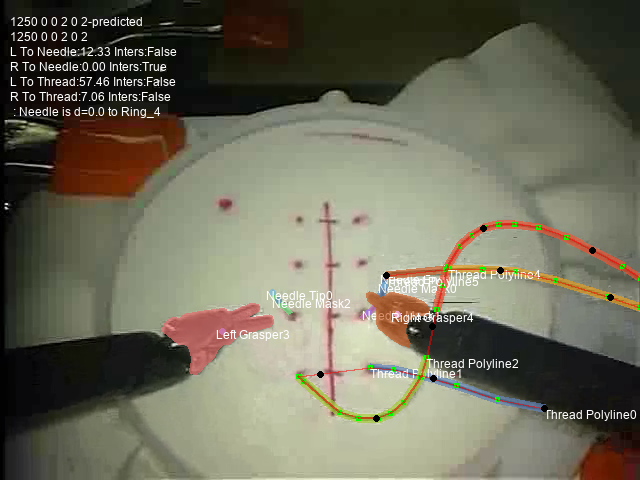 1250 0 0 2 0 2-predicted
1250 0 0 2 0 2
L To Needle:12.33 Inters:False
R To Needle:0.00 Inters:True
L To Thread:57.46 Inters:False
R To Thread:7.06 Inters:False
: Needle is d=0.0 to Ring_4
Thread Polyline4
Needle Tip0
Needle Mask2
Right Grasper4
Left Grasper3
Thread Polyline2
Thread Polyline1
Thread Polyline0